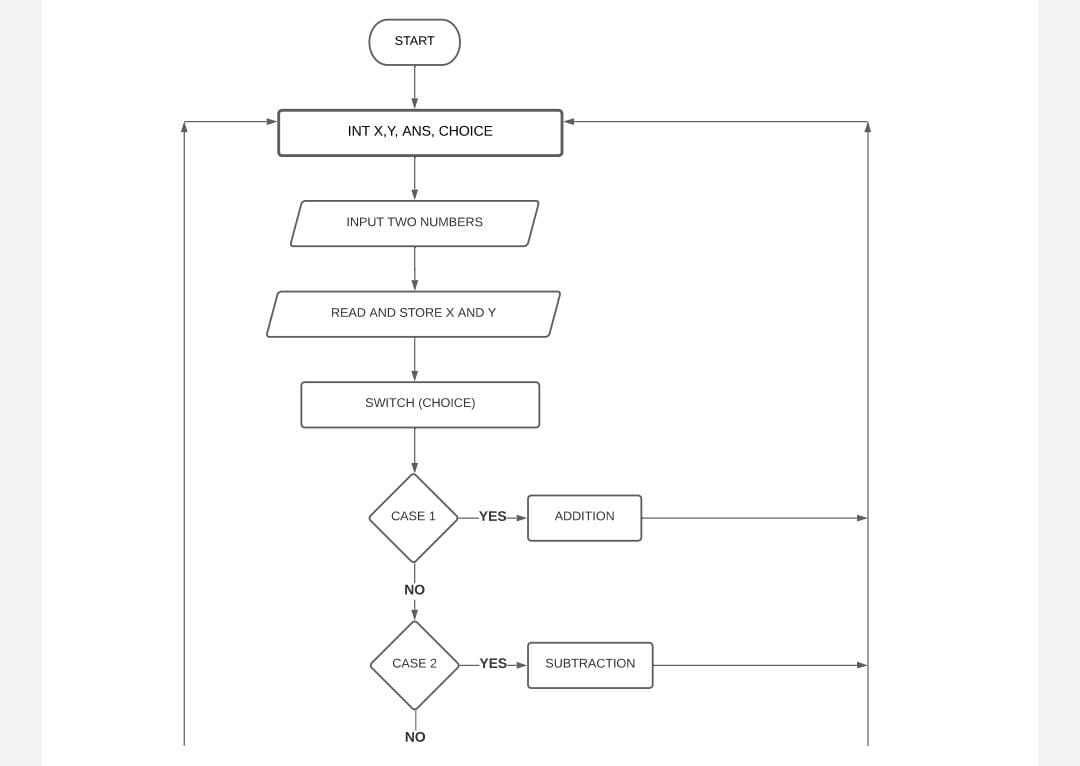 START
INT X,Y, ANS, CHOICE
INPUT TWO NUMBERS
READ AND STORE X AND Y
SWITCH (CHOICE)
CASE 1
YES
ADDITION
NO
CASE 2
YES
SUBTRACTION
NO